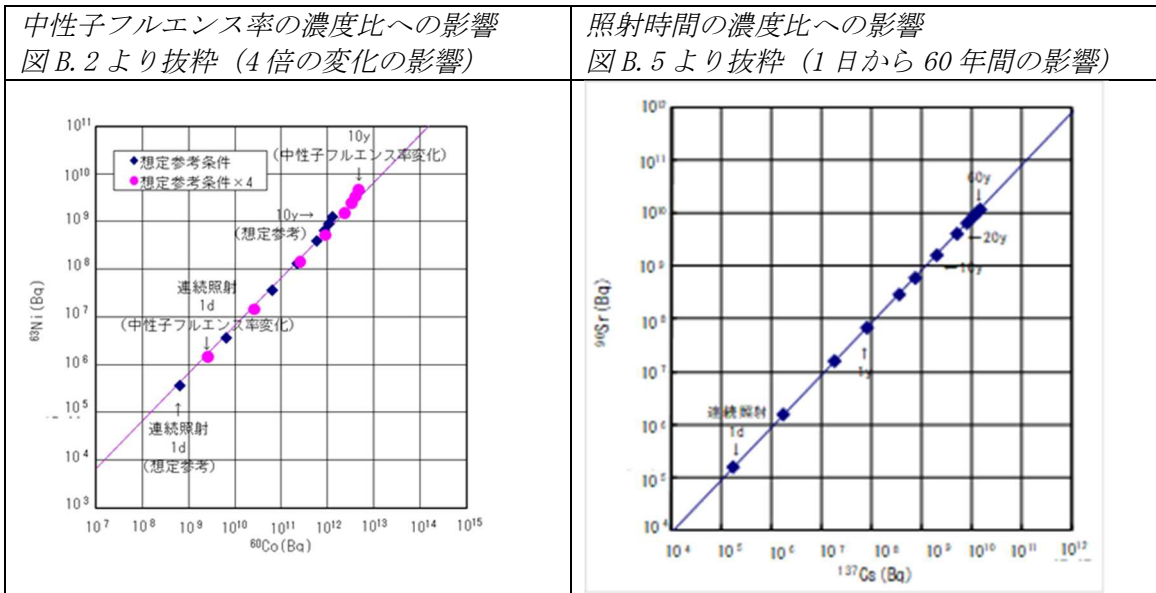 中性子フルエンス率の濃度比への影響
図 B.2 より抜粋（4 倍の変化の影響）
照射時間の濃度比への影響
図 B.5 より抜粋（1 日から 60 年間の影響）
10y
(中性子フルエンス率変化)
↓
◆想定参考条件
●想定参考条件×4
10y→
(想定参考)
連続照射
1d
(中性子フルエンス率変化)
↓
↑
連続照射
1d
(想定参考)
10¹¹
10¹⁰
10⁹
10⁸
10⁷
10⁶
10⁵
10⁴
10³
⁶³Ni(Bq)
10⁷ 10⁸ 10⁹ 10¹⁰ 10¹¹ 10¹² 10¹³ 10¹⁴ 10¹⁵
⁶⁰Co(Bq)
10¹²
10¹¹
10¹⁰
10⁹
10⁸
10⁷
10⁶
10⁵
10⁴
⁹⁰Sr(Bq)
60y
↓
20y
10y
↑
1y
連続照射
1d
↓
10⁴ 10⁵ 10⁶ 10⁷ 10⁸ 10⁹ 10¹⁰ 10¹¹ 10¹²
¹³⁷Cs(Bq)